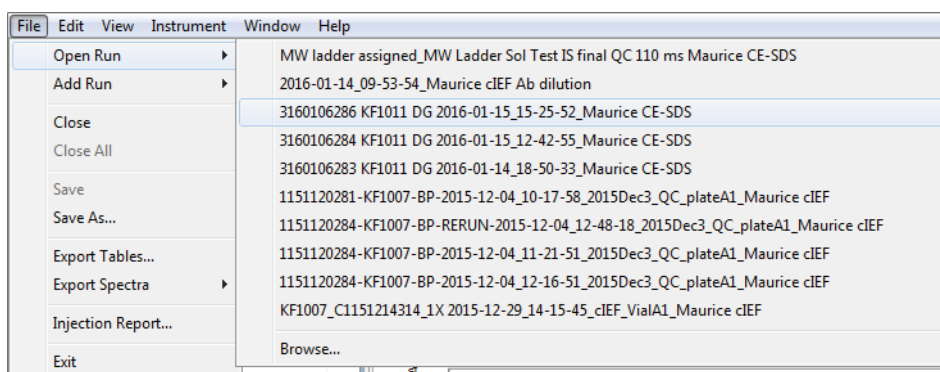 File Edit View Instrument Window Help
Open Run
Add Run
Close
Close All
Save
Save As...
Export Tables...
Export Spectra
Injection Report...
Exit
MW ladder assigned_MW Ladder Sol Test IS final QC 110 ms Maurice CE-SDS
2016-01-14_09-53-54_Maurice cIEF Ab dilution
3160106286 KF1011 DG 2016-01-15_15-25-52_Maurice CE-SDS
3160106284 KF1011 DG 2016-01-15_12-42-55_Maurice CE-SDS
3160106283 KF1011 DG 2016-01-14_18-50-33_Maurice CE-SDS
1151120281-KF1007-BP-2015-12-04_10-17-58_2015Dec3_QC_plateA1_Maurice cIEF
1151120284-KF1007-BP-RERUN-2015-12-04_12-48-18_2015Dec3_QC_plateA1_Maurice cIEF
1151120284-KF1007-BP-2015-12-04_11-21-51_2015Dec3_QC_plateA1_Maurice cIEF
1151120284-KF1007-BP-2015-12-04_12-16-51_2015Dec3_QC_plateA1_Maurice cIEF
KF1007_C1151214314_1X 2015-12-29_14-15-45_cIEF_VialA1_Maurice cIEF
Browse...